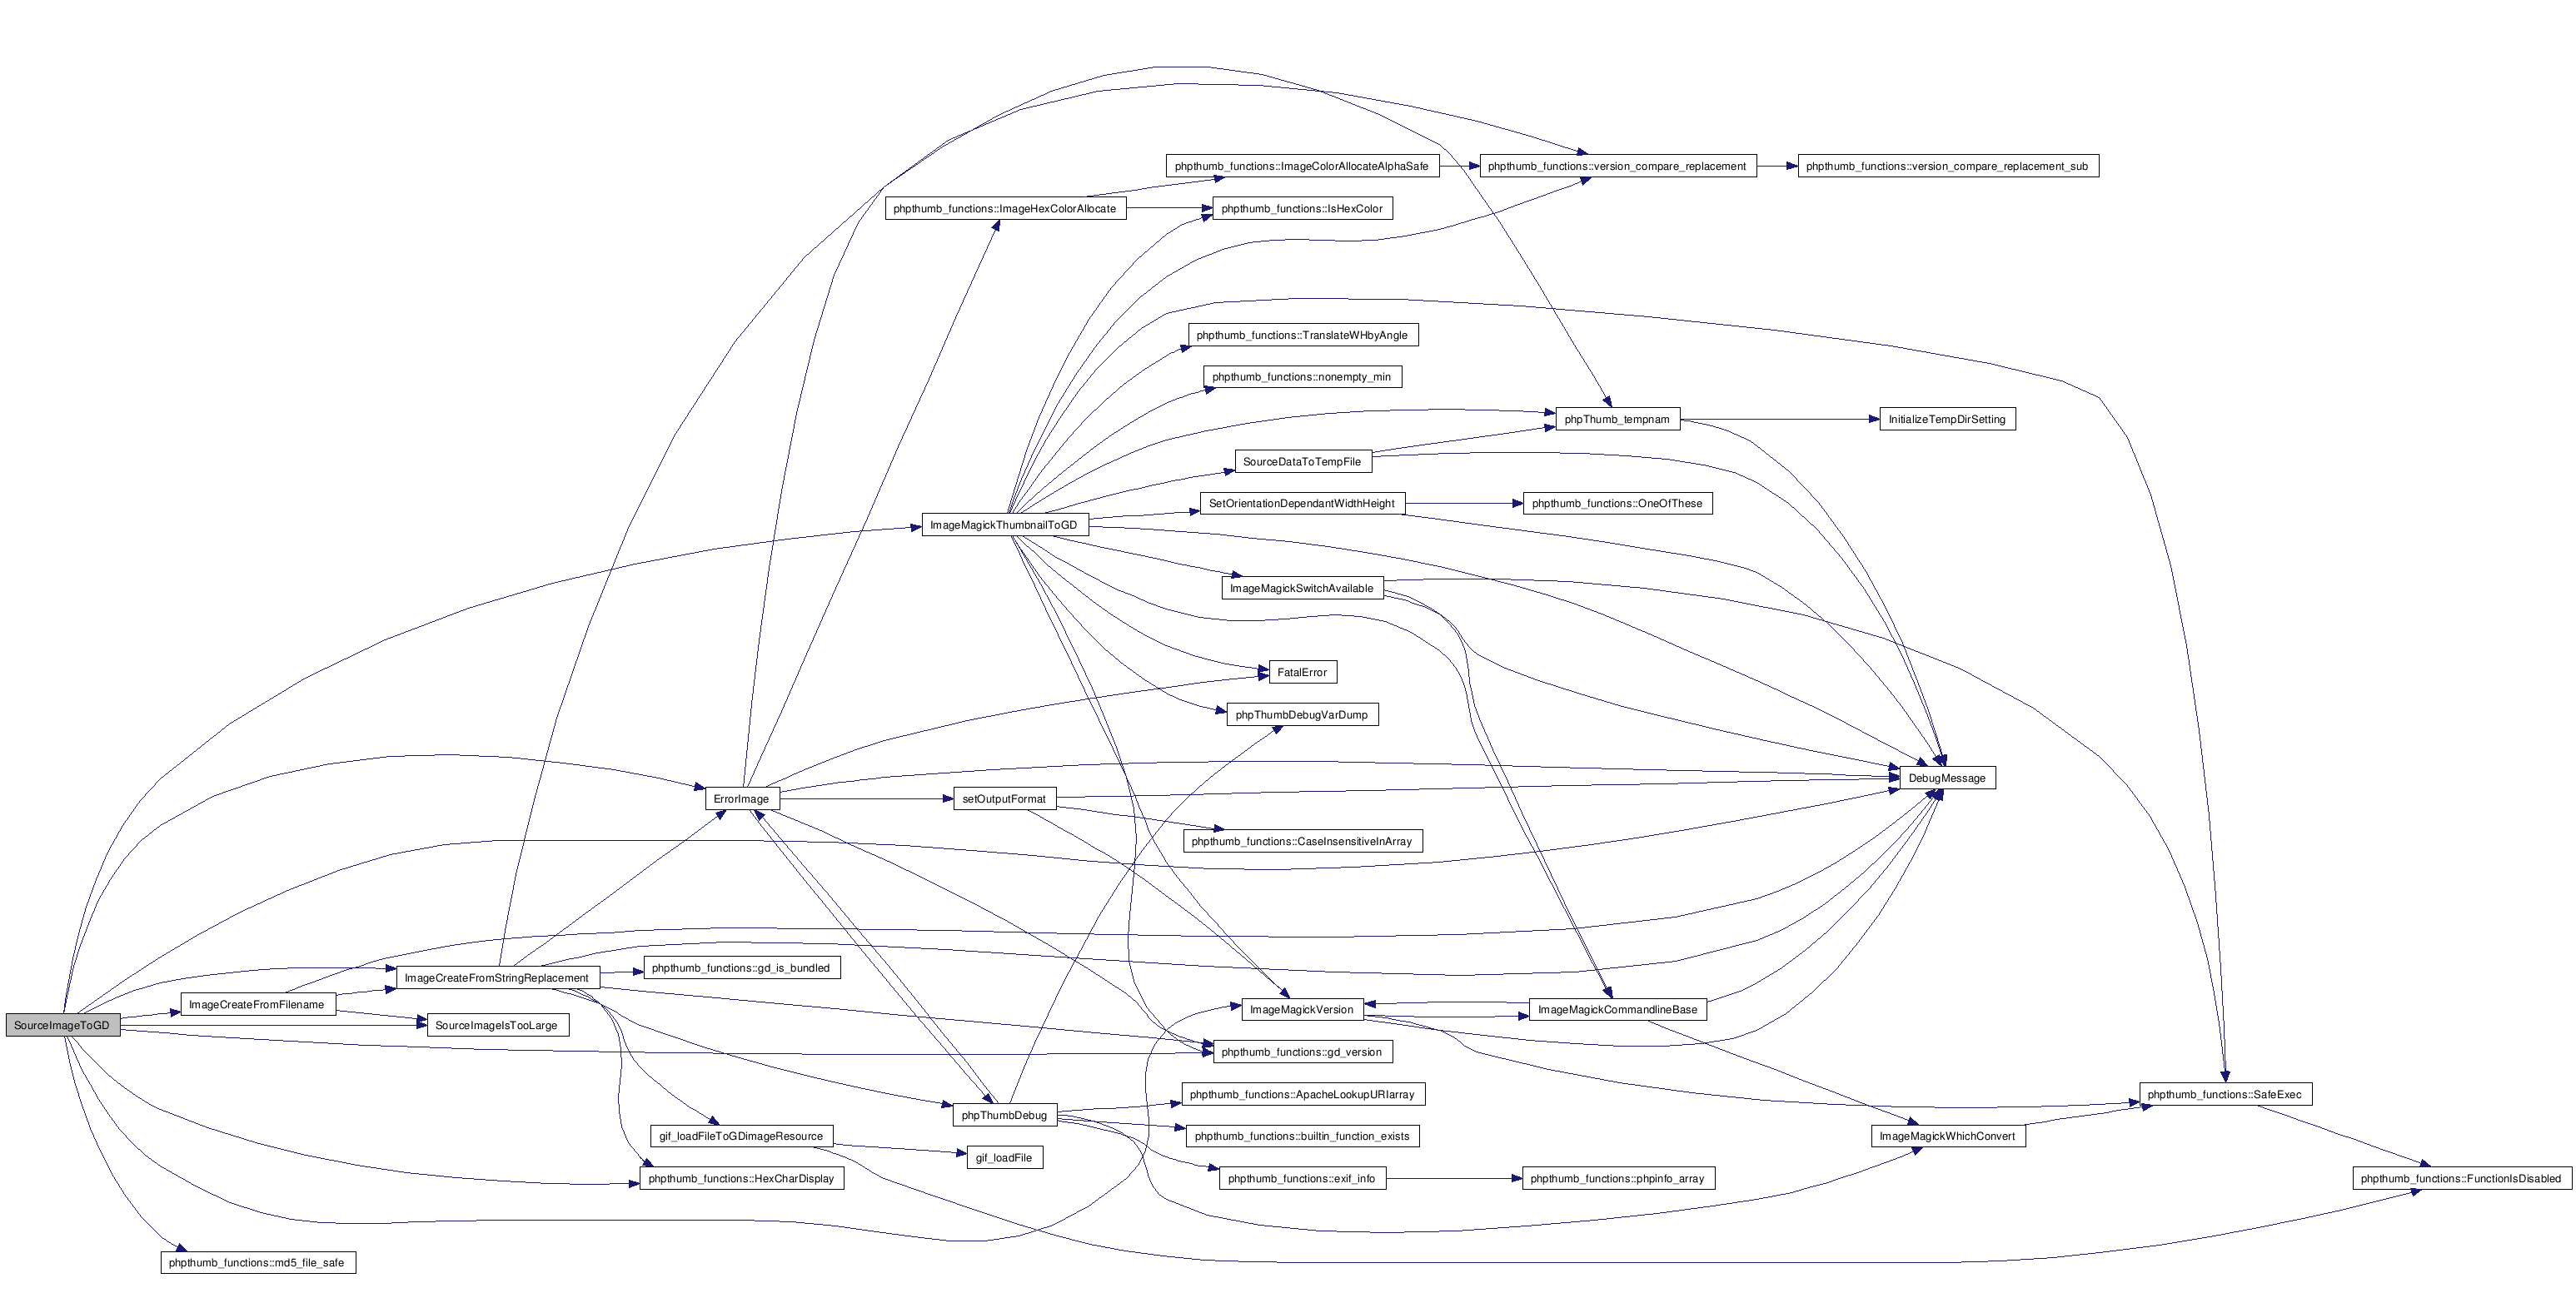 phpthumb_functions::ImageColorAllocateAlphaSafe
phpthumb_functions::version_compare_replacement
phpthumb_functions::version_compare_replacement_sub
phpthumb_functions::ImageHexColorAllocate
phpthumb_functions::IsHexColor
phpthumb_functions::TranslateWHbyAngle
phpthumb_functions::nonempty_min
phpThumb_tempnam
InitializeTempDirSetting
SourceDataToTempFile
SetOrientationDependantWidthHeight
phpthumb_functions::OneOfThese
ImageMagickThumbnailToGD
ImageMagickSwitchAvailable
FatalError
phpThumbDebugVarDump
DebugMessage
ErrorImage
setOutputFormat
phpthumb_functions::CaseInsensitiveInArray
phpthumb_functions::gd_is_bundled
ImageCreateFromStringReplacement
ImageCreateFromFilename
ImageMagickVersion
ImageMagickCommandlineBase
SourceImageToGD
SourceImageIsTooLarge
phpthumb_functions::gd_version
phpthumb_functions::ApacheLookupURIarray
phpthumb_functions::SafeExec
phpThumbDebug
gif_loadFileToGDimageResource
phpthumb_functions::builtin_function_exists
ImageMagickWhichConvert
gif_loadFile
phpthumb_functions::HexCharDisplay
phpthumb_functions::exif_info
phpthumb_functions::phpinfo_array
phpthumb_functions::FunctionIsDisabled
phpthumb_functions::md5_file_safe